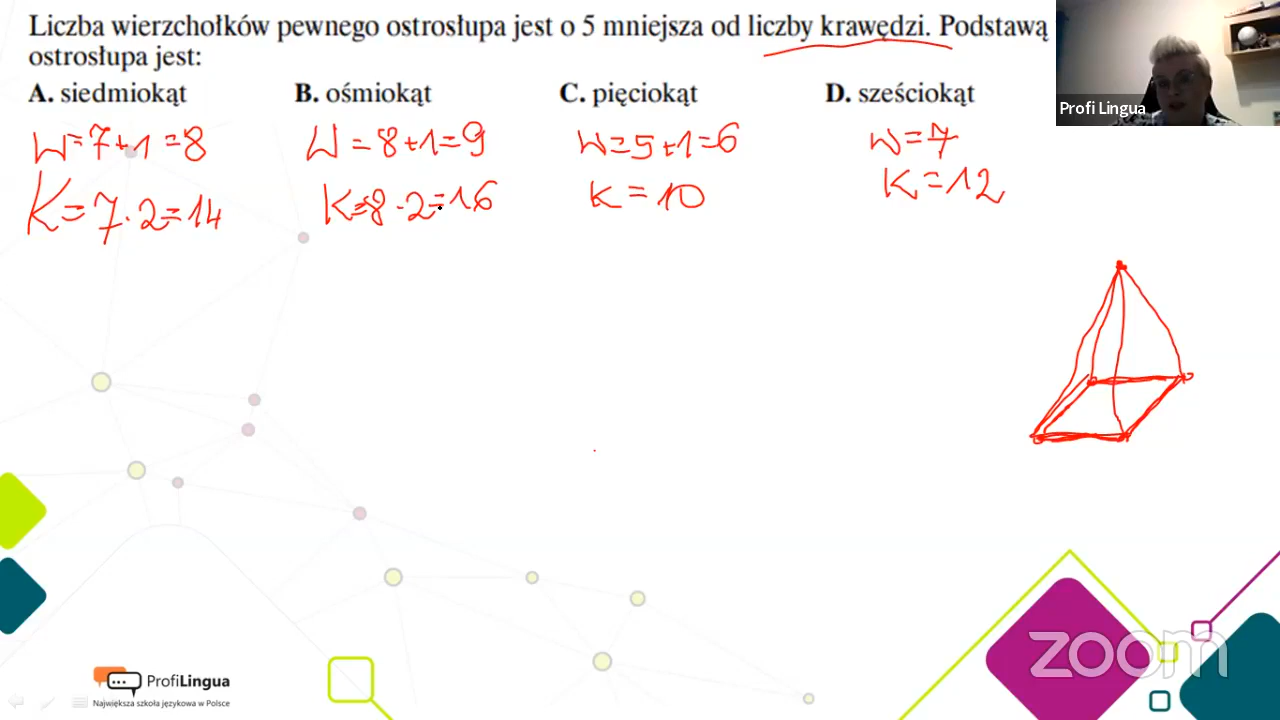 Liczba wierzchołków pewnego ostrosłupa jest o 5 mniejsza od liczby krawędzi. Podstawą
ostrosłupa jest:
A. siedmiokąt B. ośmiokąt C. pięciokąt D. sześciokąt
W=7+1=8 W=8+1=9 W=5+1=6 W=7
K=7·2=14 K=8·2=16 K=10 K=12
Profi Lingua
zoom
ProfiLingua
Największa szkoła językowa w Polsce